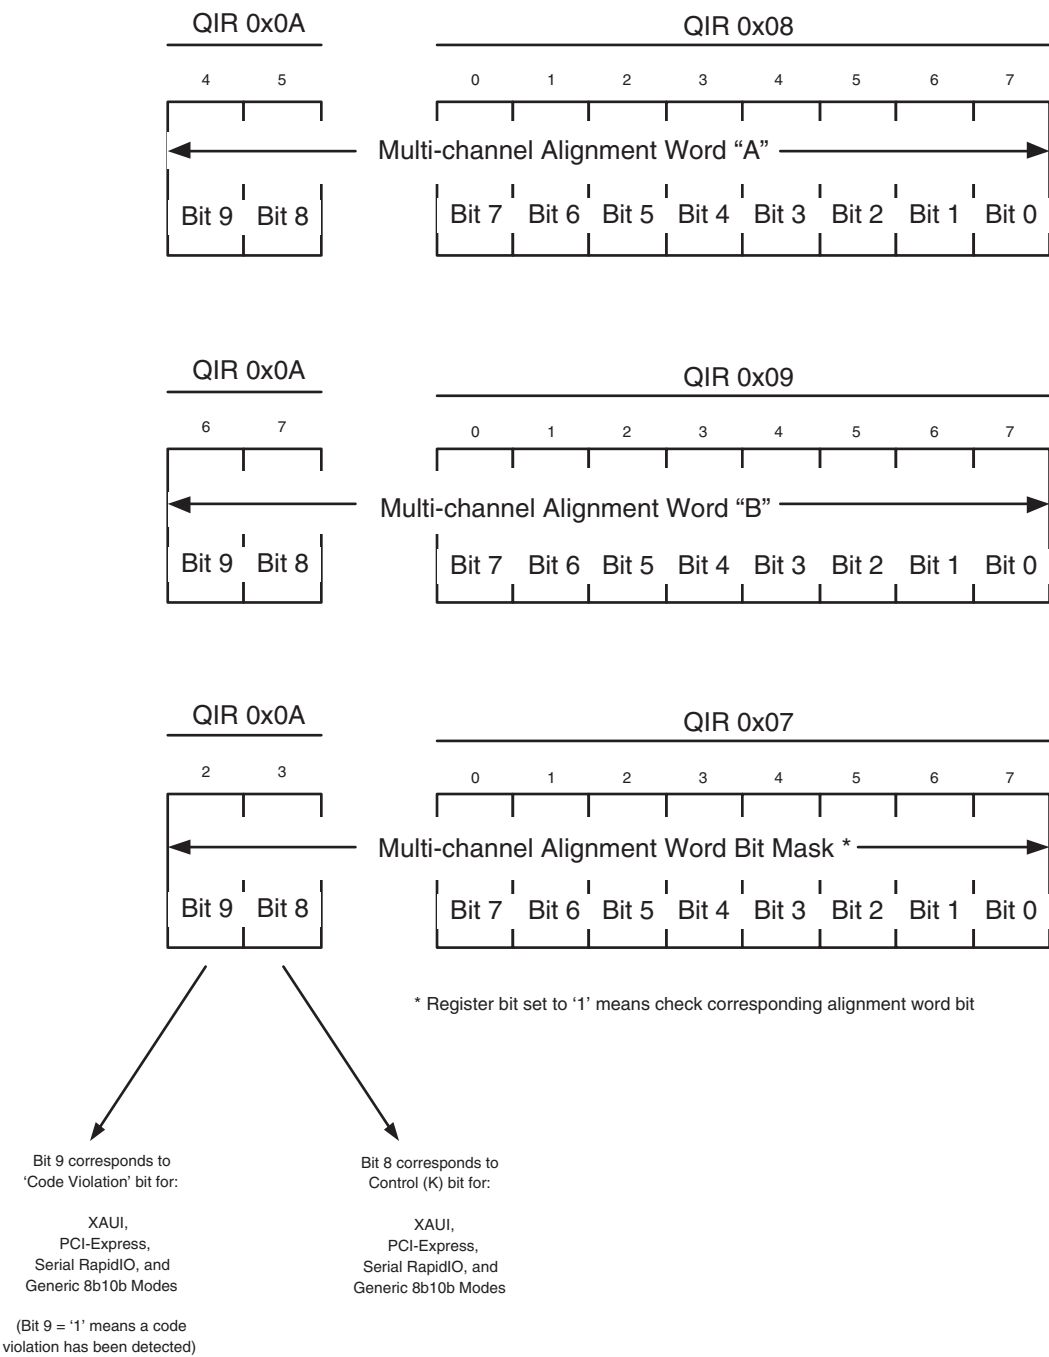 QIR 0x0A QIR 0x08
4 5 0 1 2 3 4 5 6 7
Multi-channel Alignment Word “A”
Bit 9 Bit 8 Bit 7 Bit 6 Bit 5 Bit 4 Bit 3 Bit 2 Bit 1 Bit 0
QIR 0x0A QIR 0x09
6 7 0 1 2 3 4 5 6 7
Multi-channel Alignment Word “B”
Bit 9 Bit 8 Bit 7 Bit 6 Bit 5 Bit 4 Bit 3 Bit 2 Bit 1 Bit 0
QIR 0x0A QIR 0x07
2 3 0 1 2 3 4 5 6 7
Multi-channel Alignment Word Bit Mask *
Bit 9 Bit 8 Bit 7 Bit 6 Bit 5 Bit 4 Bit 3 Bit 2 Bit 1 Bit 0
* Register bit set to ‘1’ means check corresponding alignment word bit
Bit 9 corresponds to
‘Code Violation’ bit for:
XAUI,
PCI-Express,
Serial RapidIO, and
Generic 8b10b Modes
(Bit 9 = ‘1’ means a code
violation has been detected)
Bit 8 corresponds to
Control (K) bit for:
XAUI,
PCI-Express,
Serial RapidIO, and
Generic 8b10b Modes